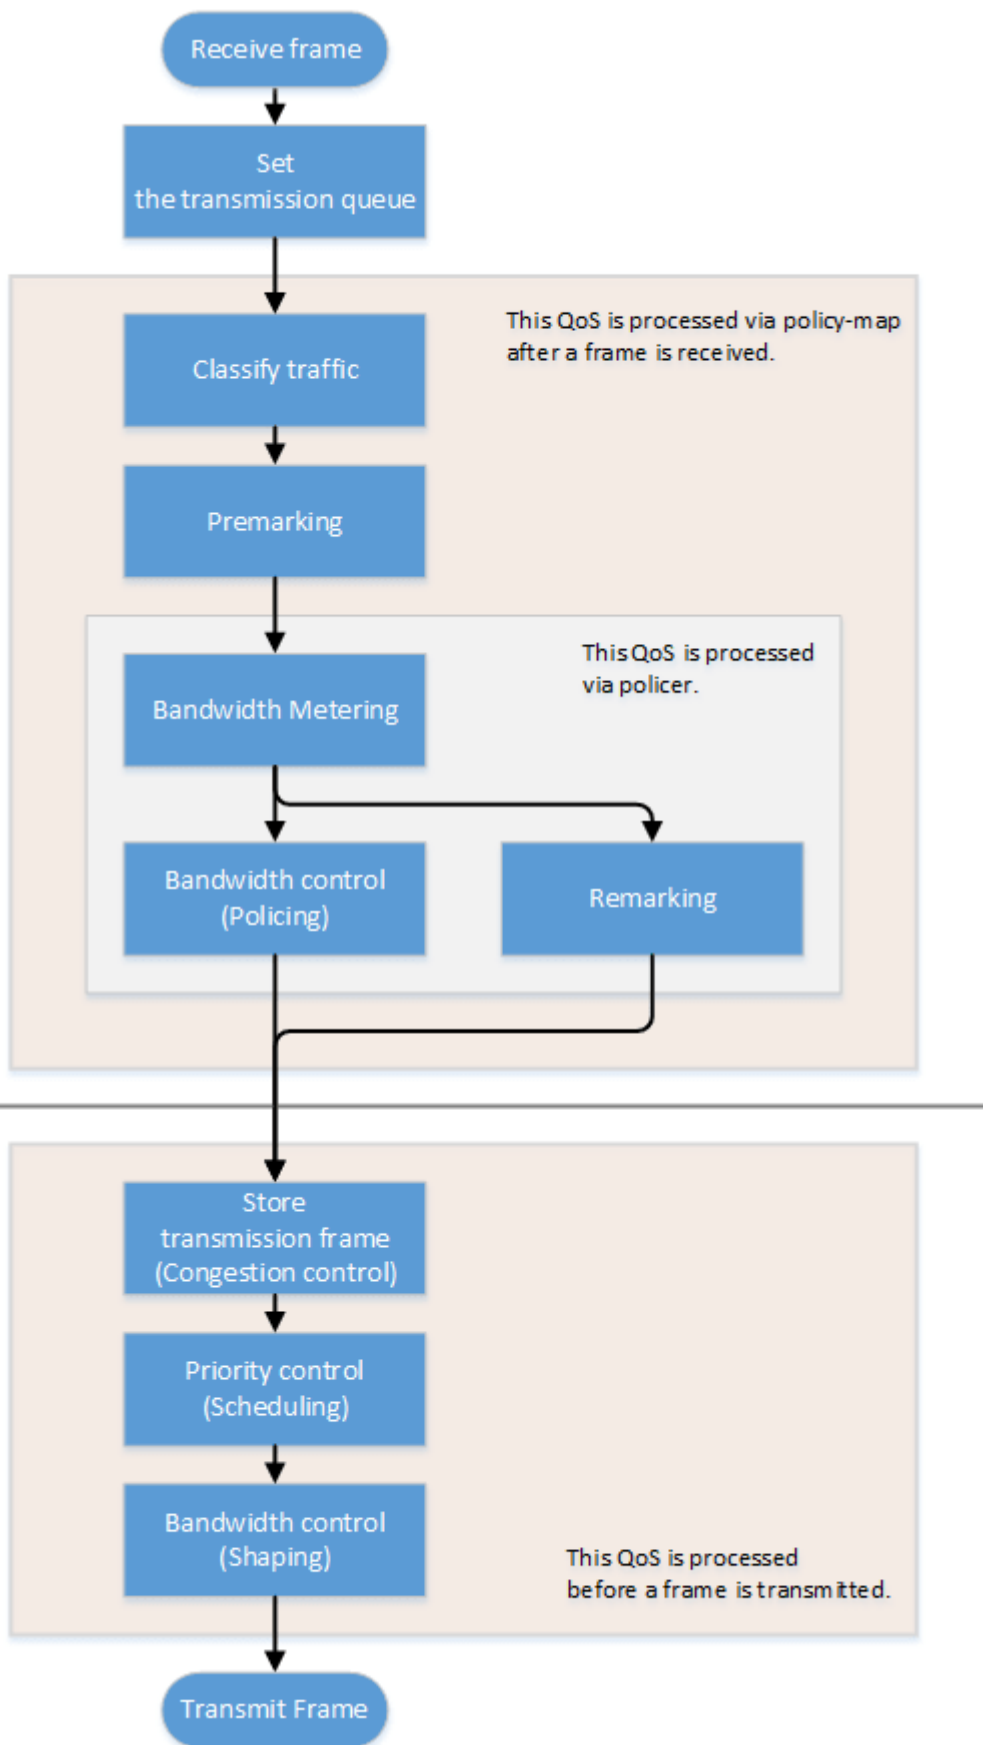 Receive frame
Set
the transmission queue
This QoS is processed via policy-map
after a frame is received.
Classify traffic
Premarking
This QoS is processed
via policer.
Bandwidth Metering
Bandwidth control
(Policing)
Remarking
Store
transmission frame
(Congestion control)
Priority control
(Scheduling)
Bandwidth control
(Shaping)
This QoS is processed
before a frame is transmitted.
Transmit Frame